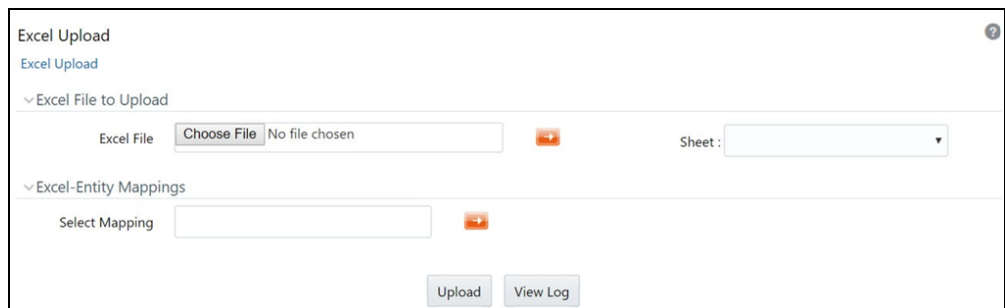 Excel Upload
Excel Upload
Excel File to Upload
Excel File Choose File No file chosen Sheet :
Excel-Entity Mappings
Select Mapping
Upload View Log